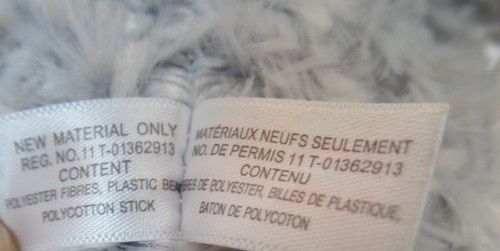 NEW MATERIAL ONLY
REG. NO. 11 T-01362913
CONTENT
POLYESTER FIBRES, PLASTIC
POLYCOTTON STICK
MATÉRIAUX NEUFS SEULEMENT
NO. DE PERMIS 11 T-01362913
CONTENU
DE POLYESTER, BILLES DE PLASTIQUE,
BATON DE POLYCOTON